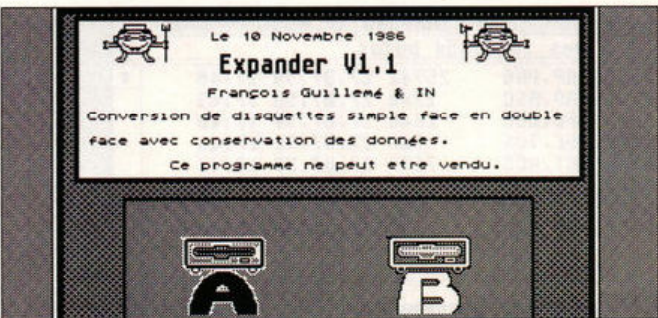 Le 10 Novembre 1986
Expander V1.1
François Guillemé & IN
Conversion de disquettes simple face en double
face avec conservation des données.
Ce programme ne peut etre vendu.
A B